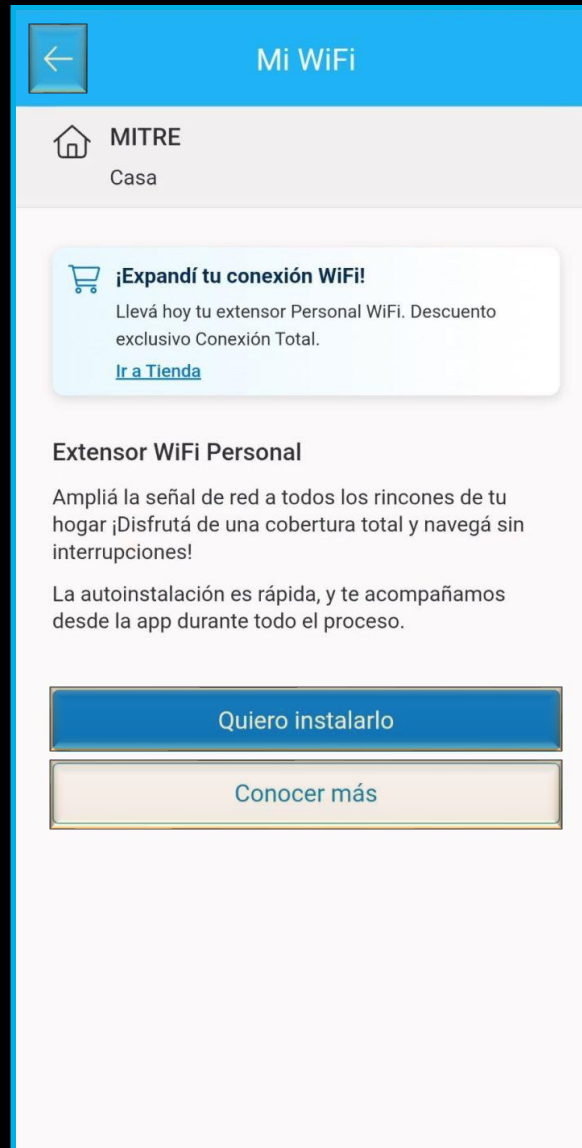 Mi WiFi
MITRE
Casa
¡Expandí tu conexión WiFi!
Llevá hoy tu extensor Personal WiFi. Descuento
exclusivo Conexión Total.
Ir a Tienda
Extensor WiFi Personal
Ampliá la señal de red a todos los rincones de tu
hogar ¡Disfrutá de una cobertura total y navegá sin
interrupciones!
La autoinstalación es rápida, y te acompañamos
desde la app durante todo el proceso.
Quiero instalarlo
Conocer más